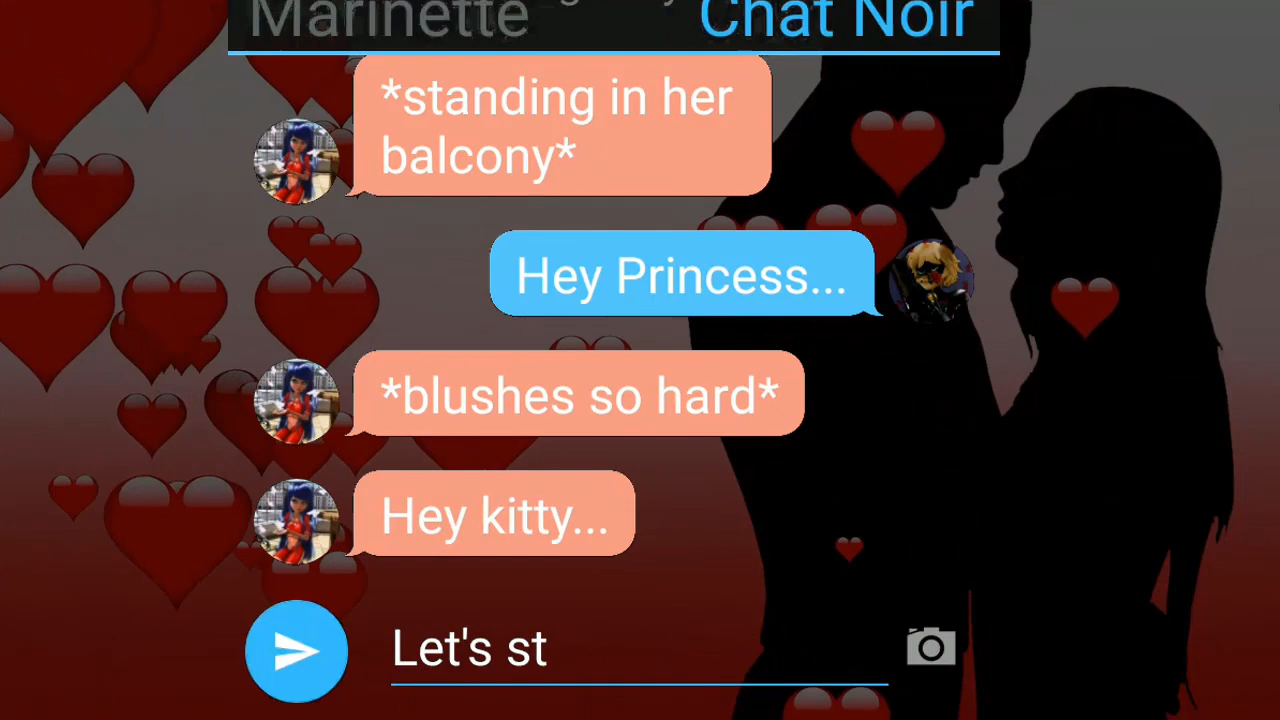 Marinette Chat Noir
*standing in her
balcony*
Hey Princess...
*blushes so hard*
Hey kitty...
Let's st